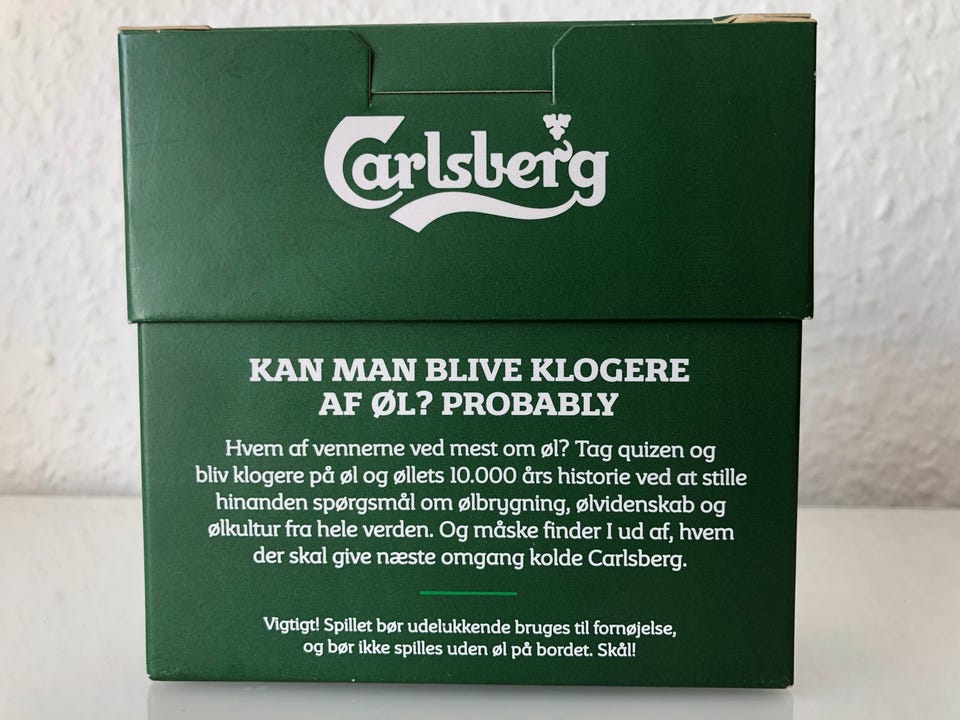 Carlsberg
KAN MAN BLIVE KLOGERE
AF ØL? PROBABLY
Hvem af vennerne ved mest om øl? Tag quizen og
bliv klogere på øl og øllets 10.000 års historie ved at stille
hinanden spørgsmål om ølbrygning, ølvidenskab og
ølkultur fra hele verden. Og måske finder I ud af, hvem
der skal give næste omgang kolde Carlsberg.
Vigtigt! Spillet bør udelukkende bruges til fornøjelse,
og bør ikke spilles uden øl på bordet. Skål!